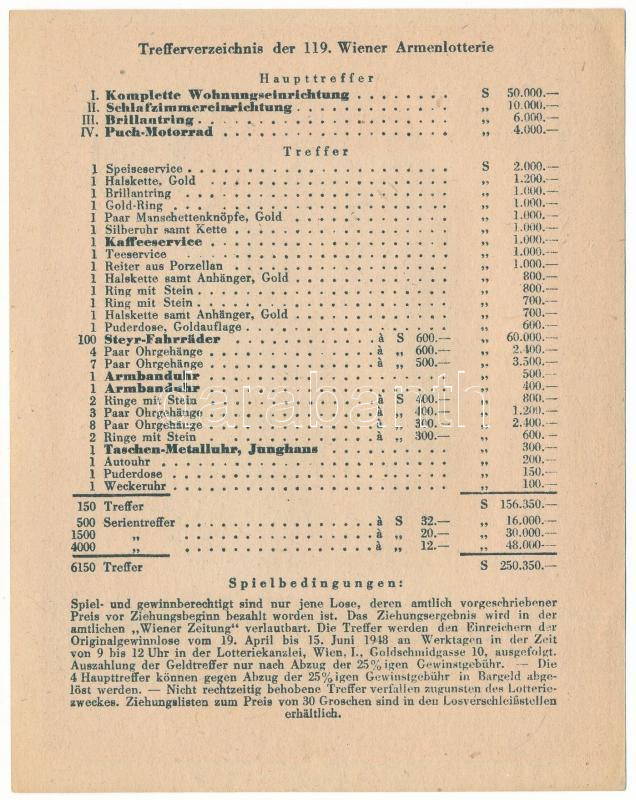 Trefferverzeichnis der 119. Wiener Armenlotterie
Haupttreffer
I. Komplette Wohnungseinrichtung . . . . . . . S 50.000.—
II. Schlafzimmereinrichtung . . . . . . . . . . „ 10.000.—
III. Brillantring . . . . . . . . . . . . . . . „ 6.000.—
IV. Puch-Motorrad . . . . . . . . . . . . . . „ 4.000.—
Treffer
1 Speiseservice . . . . . . . . . . . . . . . S 2.000.—
1 Halskette, Gold . . . . . . . . . . . . . . „ 1.200.—
1 Brillantring . . . . . . . . . . . . . . . „ 1.000.—
1 Gold-Ring . . . . . . . . . . . . . . . . „ 1.000.—
1 Paar Manschettenknöpfe, Gold . . . . . . . . „ 1.000.—
1 Silberuhr samt Kette . . . . . . . . . . . . „ 1.000.—
1 Kaffeeservice . . . . . . . . . . . . . . . „ 1.000.—
1 Teeservice . . . . . . . . . . . . . . . . „ 1.000.—
1 Reiter aus Porzellan . . . . . . . . . . . . „ 1.000.—
1 Halskette samt Anhänger, Gold . . . . . . . . „ 800.—
1 Ring mit Stein . . . . . . . . . . . . . . „ 800.—
1 Ring mit Stein . . . . . . . . . . . . . . „ 700.—
1 Halskette samt Anhänger, Gold . . . . . . . . „ 700.—
1 Puderdose, Goldauflage . . . . . . . . . . . „ 600.—
100 Steyr-Fahrräder . . . . . . . . . à S 600.— „ 60.000.—
4 Paar Ohrgehänge . . . . . . . . . . à „ 600.— „ 2.400.—
7 Paar Ohrgehänge . . . . . . . . . . à „ 500.— „ 3.500.—
1 Armbanduhr . . . . . . . . . . . . . . . . „ 500.—
1 Armbanduhr . . . . . . . . . . . . . . . . „ 400.—
2 Ringe mit Stein . . . . . . . . . . à S 400.— „ 800.—
3 Paar Ohrgehänge . . . . . . . . . . à „ 400.— „ 1.200.—
8 Paar Ohrgehänge . . . . . . . . . . à „ 300.— „ 2.400.—
2 Ringe mit Stein . . . . . . . . . . à „ 300.— „ 600.—
1 Taschen-Metalluhr, Junghans . . . . . . . . „ 300.—
1 Autouhr . . . . . . . . . . . . . . . . . „ 200.—
1 Puderdose . . . . . . . . . . . . . . . . „ 150.—
1 Weckeruhr . . . . . . . . . . . . . . . . „ 100.—
150 Treffer S 156.350.—
500 Serientreffer . . . . . . . . . . à S 32.— „ 16.000.—
1500 „ . . . . . . . . . . à „ 20.— „ 30.000.—
4000 „ . . . . . . . . . . à „ 12.— „ 48.000.—
6150 Treffer S 250.350.—
Spielbedingungen:
Spiel- und gewinnberechtigt sind nur jene Lose, deren amtlich vorgeschriebener
Preis vor Ziehungsbeginn bezahlt worden ist. Das Ziehungsergebnis wird in der
amtlichen „Wiener Zeitung" verlautbart. Die Treffer werden den Einreichern der
Originalgewinnlose vom 19. April bis 15. Juni 1948 an Werktagen in der Zeit
von 9 bis 12 Uhr in der Lotteriekanzlei, Wien, I., Goldschmidgasse 10, ausgefolgt.
Auszahlung der Geldtreffer nur nach Abzug der 25%igen Gewinstgebühr. — Die
4 Haupttreffer können gegen Abzug der 25%igen Gewinstgebühr in Bargeld abge-
löst werden. — Nicht rechtzeitig behobene Treffer verfallen zugunsten des Lotterie-
zweckes. Ziehungslisten zum Preis von 30 Groschen sind in den Losverschleißstellen
erhältlich.
darabanth